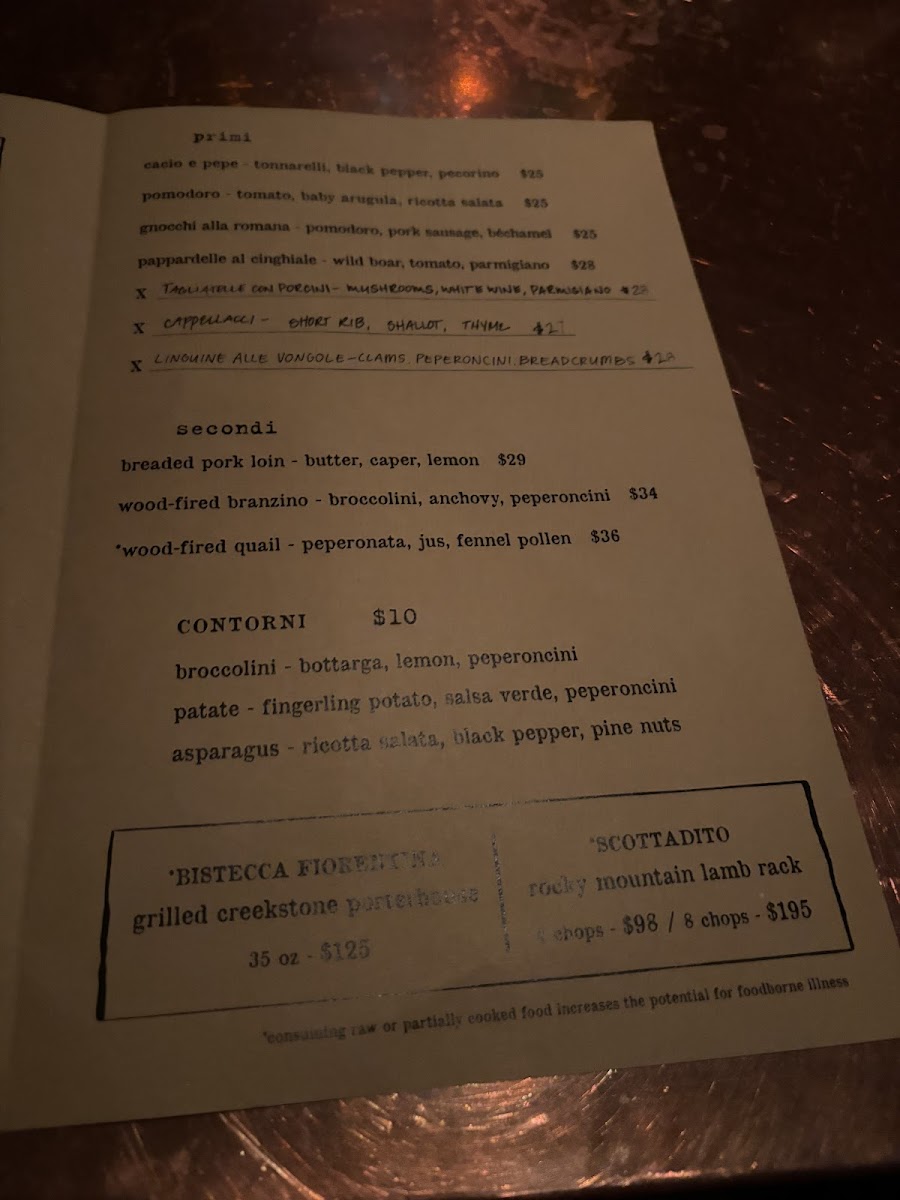 primi
cacio e pepe - tonnarelli, black pepper, pecorino $25
pomodoro - tomato, baby arugula, ricotta salata $25
gnocchi alla romana - pomodoro, pork sausage, béchamel $25
pappardelle al cinghiale - wild boar, tomato, parmigiano $28
X TAGLIATELLE CON PORCINI - MUSHROOMS, WHITE WINE, PARMIGIANO
X CAPPELLACCI - SHORT RIB, SHALLOT, THYME $27
X LINGUINE ALLE VONGOLE - CLAMS, PEPERONCINI, BREADCRUMBS
secondi
breaded pork loin - butter, caper, lemon $29
wood-fired branzino - broccolini, anchovy, peperoncini $34
*wood-fired quail - peperonata, jus, fennel pollen $36
CONTORNI $10
broccolini - bottarga, lemon, peperoncini
patate - fingerling potato, salsa verde, peperoncini
asparagus - ricotta salata, black pepper, pine nuts
*BISTECCA FIORENTINA
grilled creekstone porterhouse
35 oz - $125
*SCOTTADITO
rocky mountain lamb rack
chops - $98 / 8 chops - $195
*consuming raw or partially cooked food increases the potential for foodborne illness